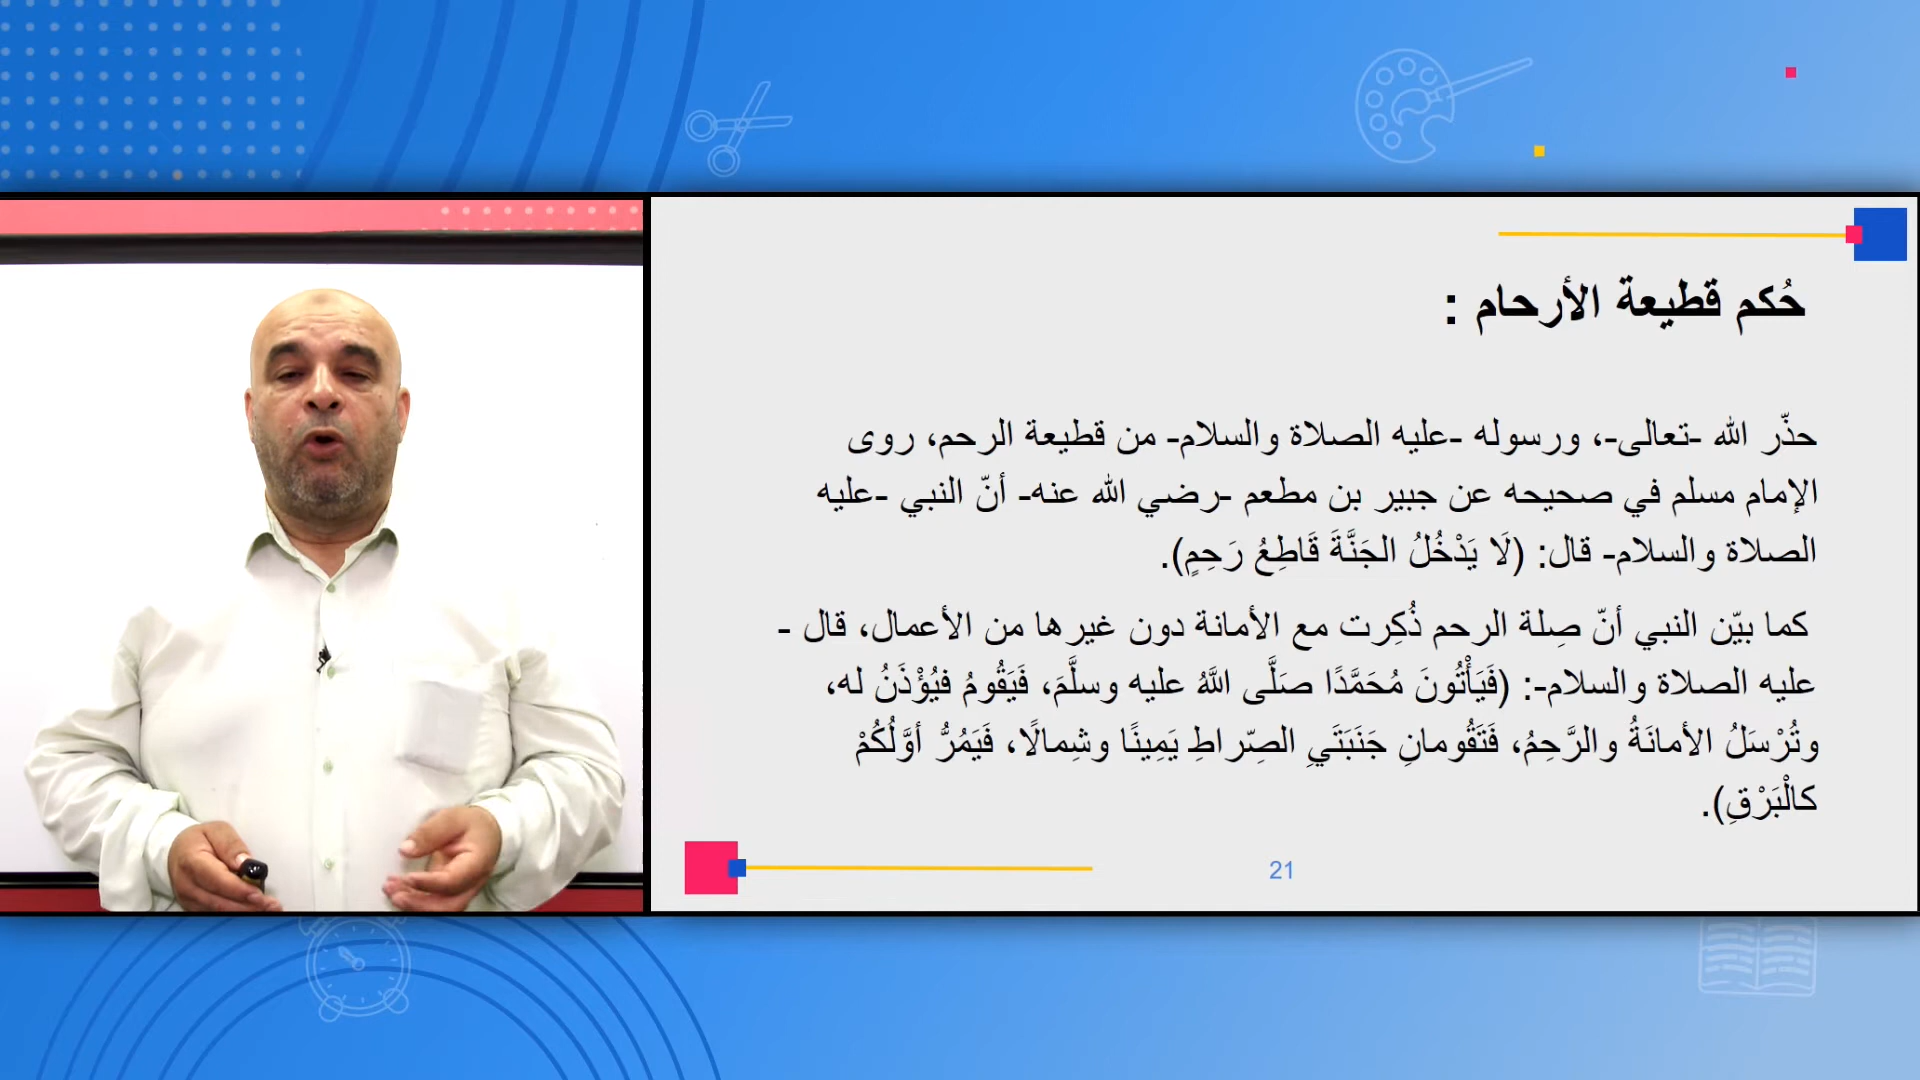 حُكم قطيعة الأرحام :
حذّر الله -تعالى-، ورسوله -عليه الصلاة والسلام- من قطيعة الرحم، روى
الإمام مسلم في صحيحه عن جبير بن مطعم -رضي الله عنه- أنّ النبي -عليه
الصلاة والسلام- قال: (لَا يَدْخُلُ الجَنَّةَ قَاطِعُ رَحِمٍ).
كما بيّن النبي أنّ صِلة الرحم ذُكِرت مع الأمانة دون غيرها من الأعمال، قال -
عليه الصلاة والسلام-: (فَيَأْتُونَ مُحَمَّدًا صَلَّى اللَّهُ عليه وسلَّمَ، فَيَقُومُ فيُؤْذَنُ له،
وتُرْسَلُ الأمانَةُ والرَّحِمُ، فَتَقُومانِ جَنَبَتَيِ الصِّراطِ يَمِينًا وشِمالًا، فَيَمُرُّ أوَّلُكُمْ
كالْبَرْقِ).
21